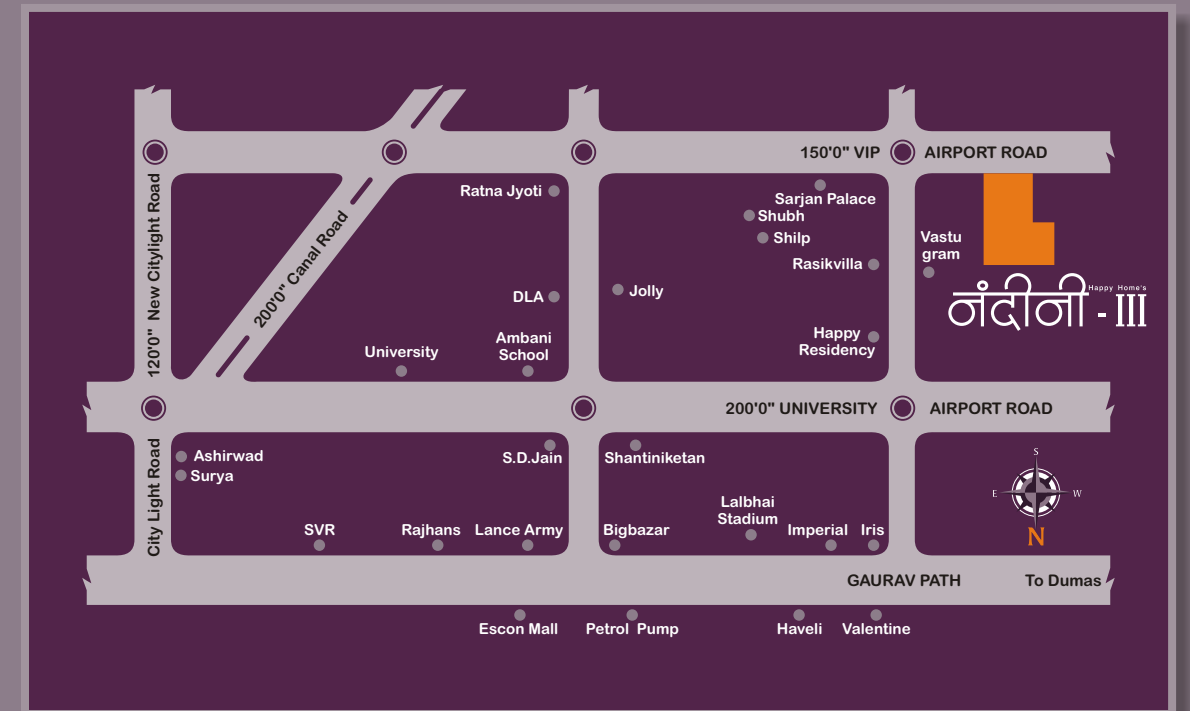 150'0" VIP
AIRPORT ROAD
Ratna Jyoti
Sarjan Palace
Shubh
Shilp
Rasikvilla
Vastu
gram
120'0" New Citylight Road
200'0" Canal Road
DLA
Jolly
Happy Home's
नंदीनी - III
University
Ambani
School
Happy
Residency
200'0" UNIVERSITY
AIRPORT ROAD
City Light Road
Ashirwad
Surya
S.D.Jain
Shantiniketan
S
E
W
N
SVR
Rajhans
Lance Army
Bigbazar
Lalbhai
Stadium
Imperial
Iris
GAURAV PATH
To Dumas
Escon Mall
Petrol Pump
Haveli
Valentine